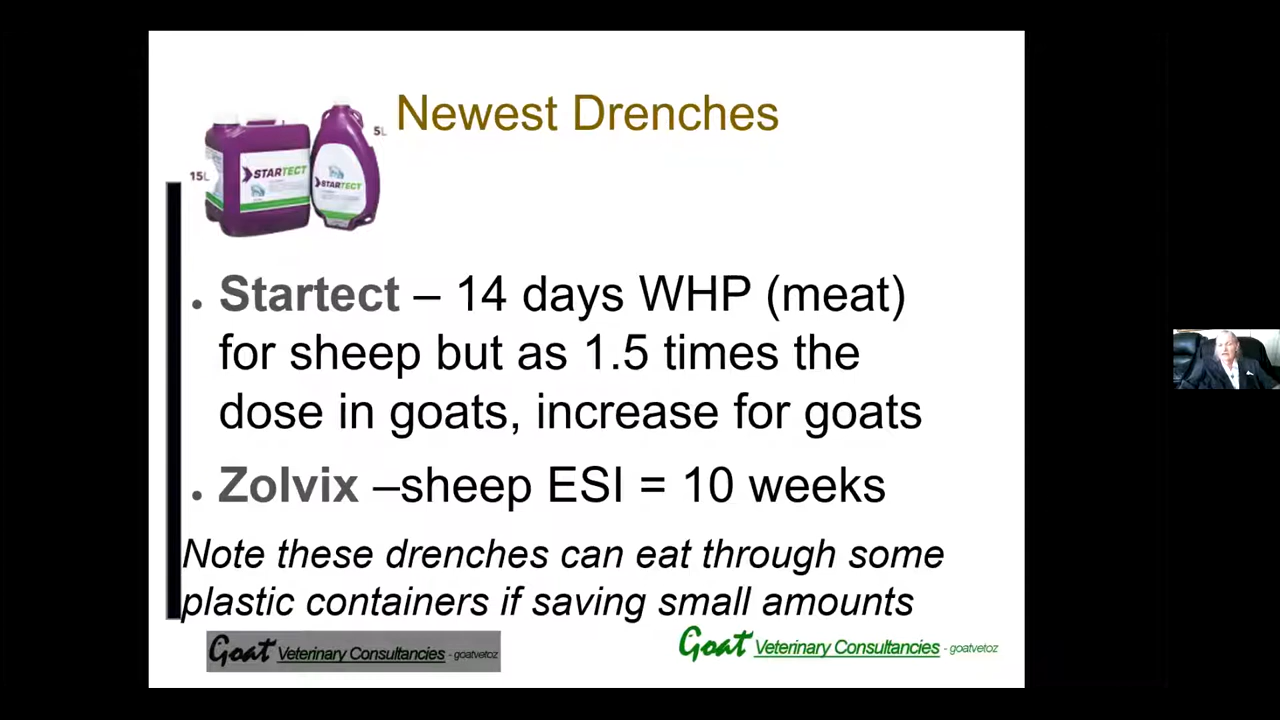 Newest Drenches
5L
15L
STARTECT
STARTECT
. Startect – 14 days WHP (meat)
for sheep but as 1.5 times the
dose in goats, increase for goats
. Zolvix –sheep ESI = 10 weeks
Note these drenches can eat through some
plastic containers if saving small amounts
Goat Veterinary Consultancies - goatvetoz
Goat Veterinary Consultancies - goatvetoz